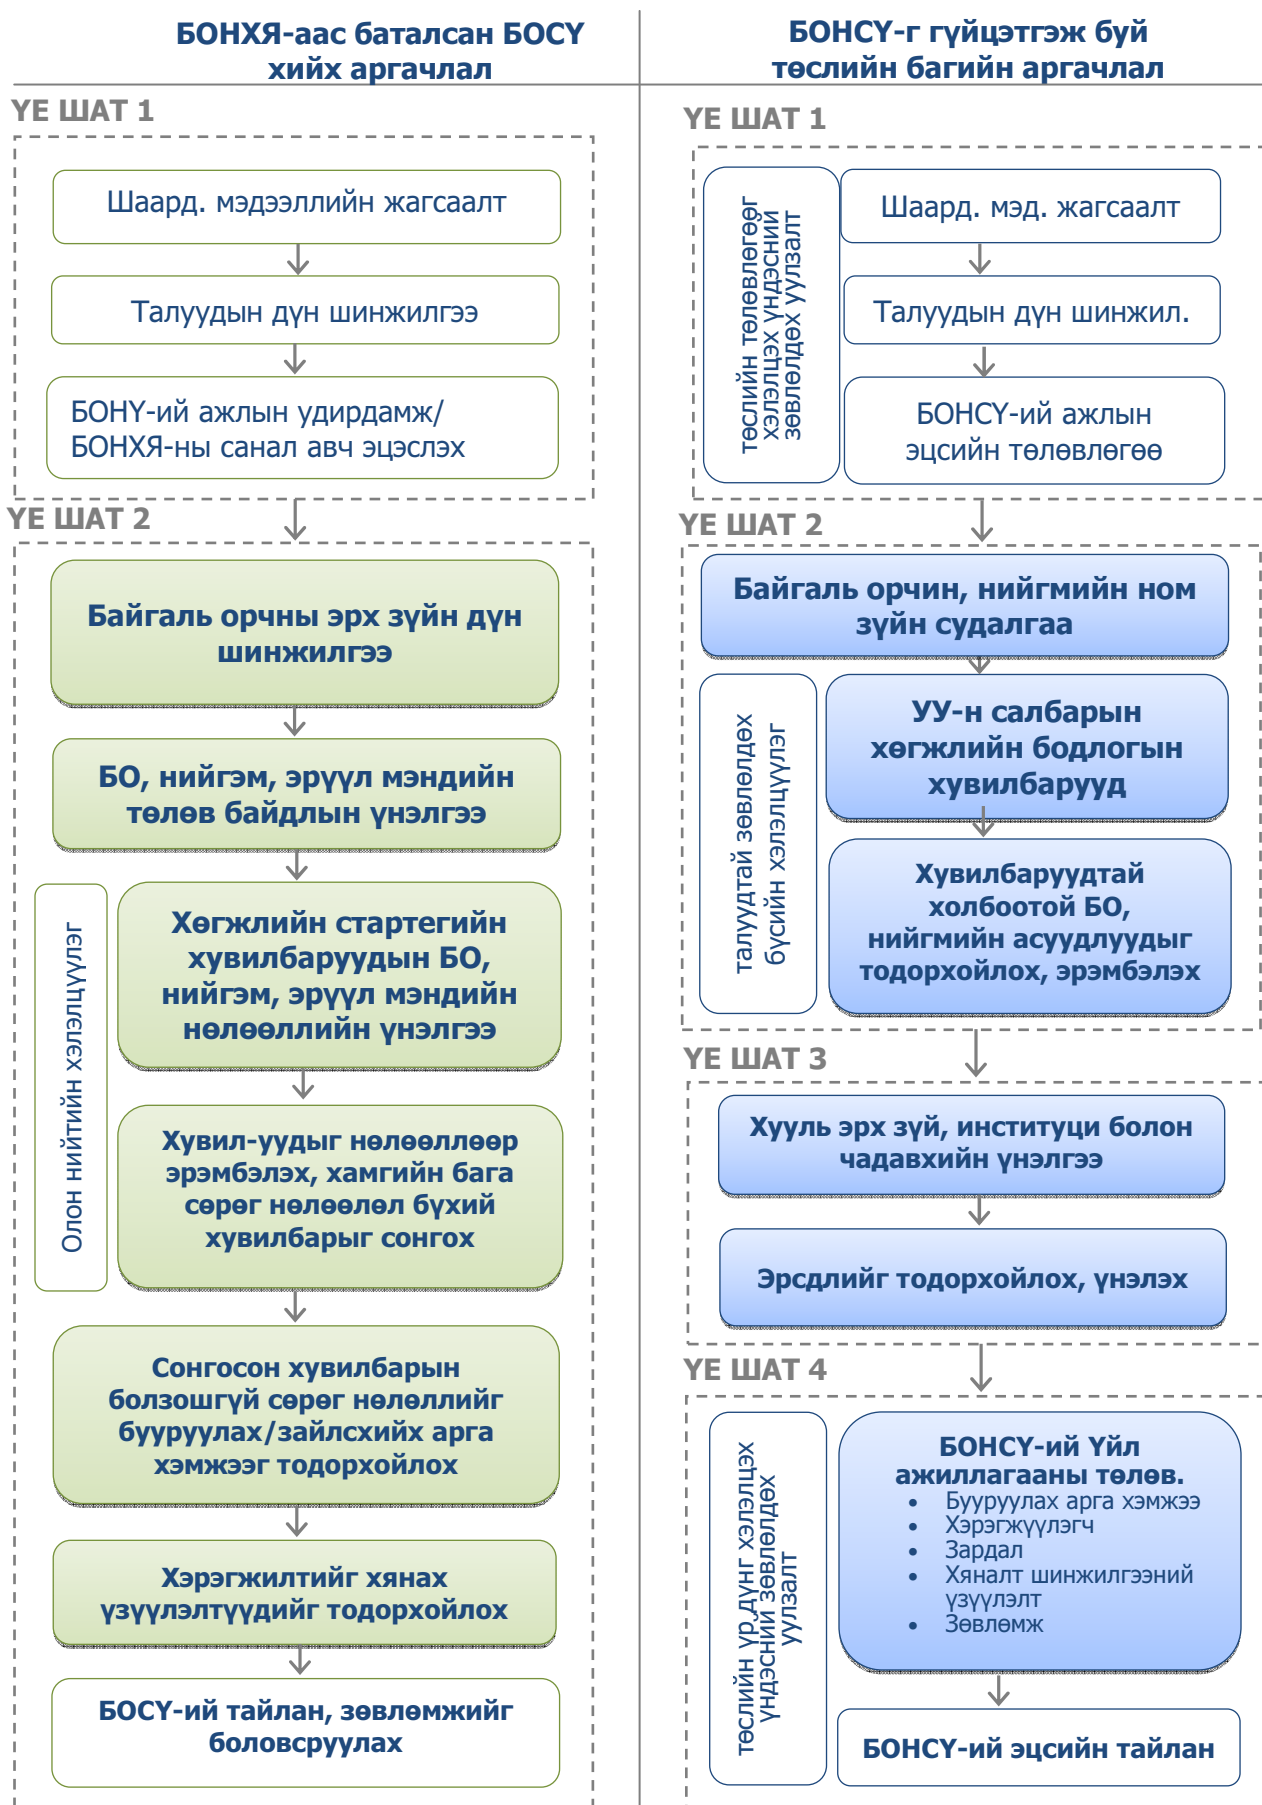 БОНХЯ-аас баталсан БОСҮ
хийх аргачлал
ҮЕ ШАТ 1
Шаард. мэдээллийн жагсаалт
Талуудын дүн шинжилгээ
БОНҮ-ий ажлын удирдамж/
БОНХЯ-ны санал авч эцэслэх
ҮЕ ШАТ 2
Байгаль орчны эрх зүйн дүн
шинжилгээ
БО, нийгэм, эрүүл мэндийн
төлөв байдлын үнэлгээ
Олон нийтийн хэлэлцүүлэг
Хөгжлийн стартегийн
хувилбаруудын БО,
нийгэм, эрүүл мэндийн
нөлөөллийн үнэлгээ
Хувил-уудыг нөлөөллөөр
эрэмбэлэх, хамгийн бага
сөрөг нөлөөлөл бүхий
хувилбарыг сонгох
Сонгосон хувилбарын
болзошгүй сөрөг нөлөллийг
бууруулах/зайлсхийх арга
хэмжээг тодорхойлох
Хэрэгжилтийг хянах
үзүүлэлтүүдийг тодорхойлох
БОСҮ-ий тайлан, зөвлөмжийг
боловсруулах
БОНСҮ-г гүйцэтгэж буй
төслийн багийн аргачлал
ҮЕ ШАТ 1
төслийн төлөвлөгөөг
хэлэлцэх үндэсний
зөвлөлдөх уулзалт
Шаард. мэд. жагсаалт
Талуудын дүн шинжил.
БОНСҮ-ий ажлын
эцсийн төлөвлөгөө
ҮЕ ШАТ 2
Байгаль орчин, нийгмийн ном
зүйн судалгаа
талуудтай зөвлөлдөх
бүсийн хэлэлцүүлэг
УУ-н салбарын
хөгжлийн бодлогын
хувилбарууд
Хувилбаруудтай
холбоотой БО,
нийгмийн асуудлуудыг
тодорхойлох, эрэмбэлэх
ҮЕ ШАТ 3
Хууль эрх зүй, институци болон
чадавхийн үнэлгээ
Эрсдлийг тодорхойлох, үнэлэх
ҮЕ ШАТ 4
төслийн үр дүнг хэлэлцэх
үндэсний зөвлөлдөх
уулзалт
БОНСҮ-ий Үйл
ажиллагааны төлөв.
• Бууруулах арга хэмжээ
• Хэрэгжүүлэгч
• Зардал
• Хяналт шинжилгээний
үзүүлэлт
• Зөвлөмж
БОНСҮ-ий эцсийн тайлан